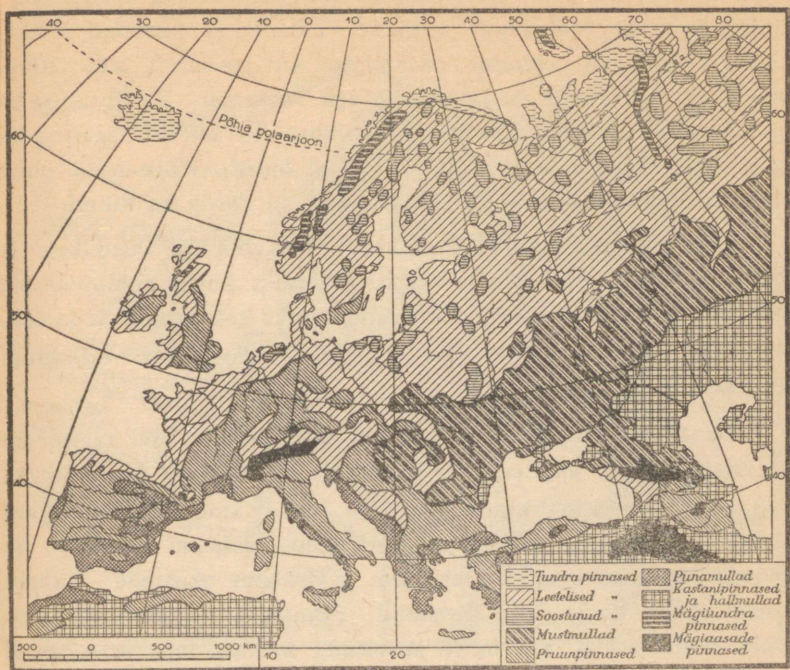 40 30 20 10 0 10 20 30 40 50 60 70 80
Põhja polaarjoon
60
60
50
50
40
40
Tundra pinnased
Leetelised "
Soostunud "
Mustmullad
Pruunpinnased
Punamullad
Kastanipinnased
ja hallmullad
Mägitundra
pinnased
Mägiaasade
pinnased
500 0 500 1000 km
10 20